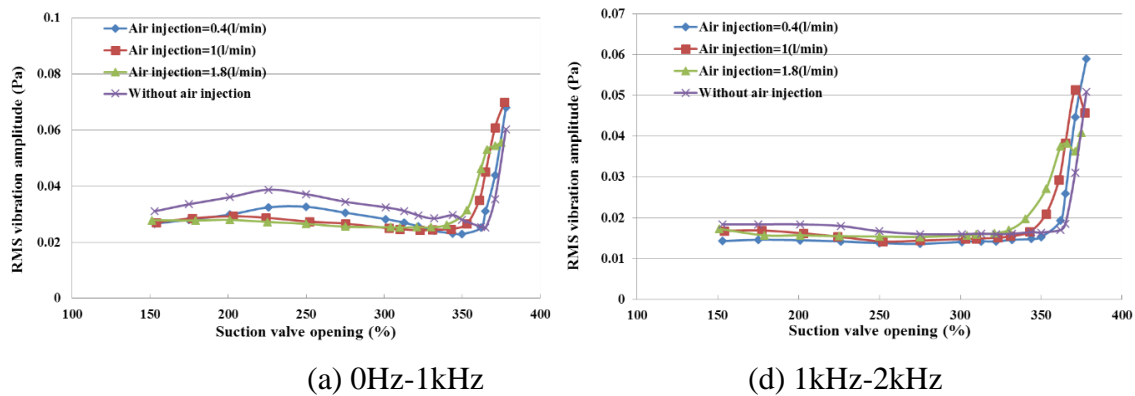 0.1
0.08
0.06
0.04
0.02
0
RMS vibration amplitude (Pa)
Air injection=0.4(l/min)
Air injection=1(l/min)
Air injection=1.8(l/min)
Without air injection
100 150 200 250 300 350 400
Suction valve opening (%)
(a) 0Hz-1kHz
0.07
0.06
0.05
0.04
0.03
0.02
0.01
0
RMS vibration amplitude (Pa)
Air injection=0.4(l/min)
Air injection=1(l/min)
Air injection=1.8(l/min)
Without air injection
100 150 200 250 300 350 400
Suction valve opening (%)
(d) 1kHz-2kHz